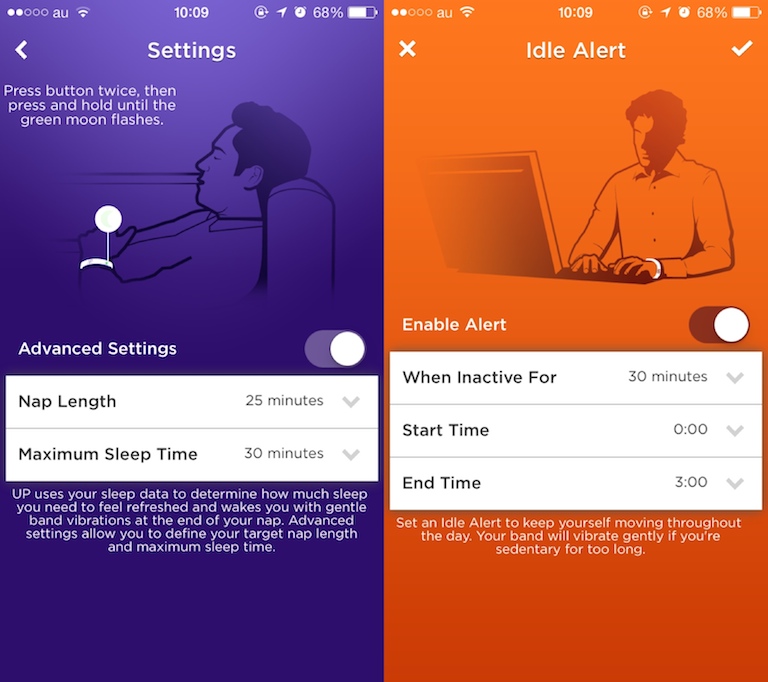 au 10:09 68%
Settings
Press button twice, then
press and hold until the
green moon flashes.
Advanced Settings
Nap Length 25 minutes
Maximum Sleep Time 30 minutes
UP uses your sleep data to determine how much sleep
you need to feel refreshed and wakes you with gentle
band vibrations at the end of your nap. Advanced
settings allow you to define your target nap length
and maximum sleep time.
au 10:09 68%
Idle Alert
Enable Alert
When Inactive For 30 minutes
Start Time 0:00
End Time 3:00
Set an Idle Alert to keep yourself moving throughout
the day. Your band will vibrate gently if you're
sedentary for too long.